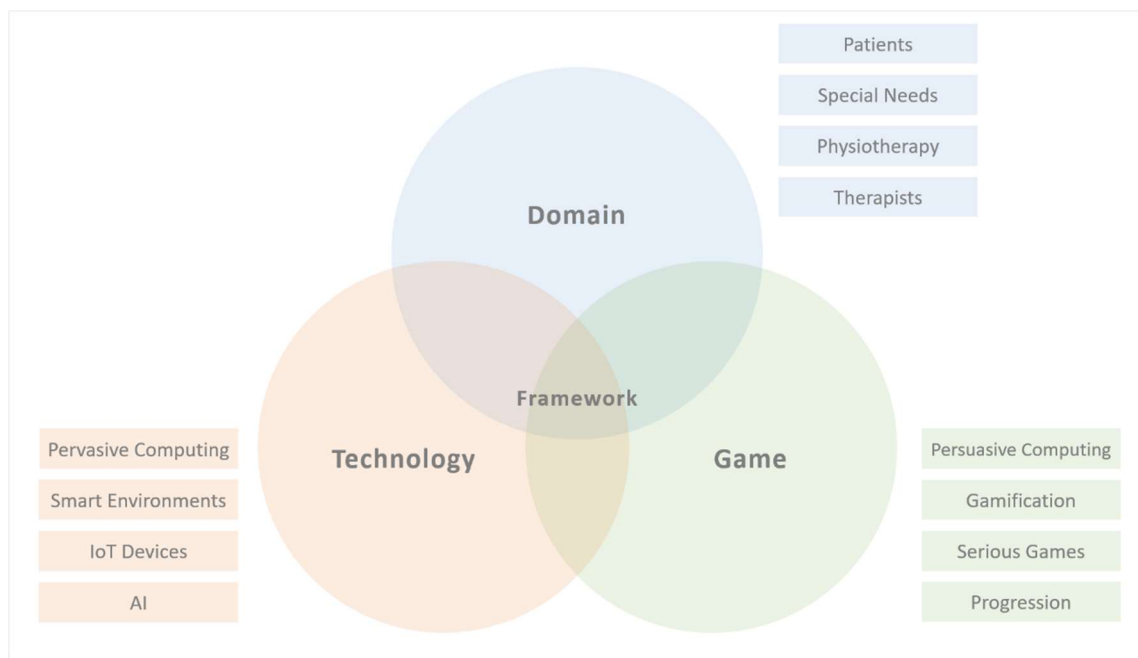 Patients
Special Needs
Physiotherapy
Therapists
Domain
Framework
Technology
Game
Pervasive Computing
Smart Environments
IoT Devices
AI
Persuasive Computing
Gamification
Serious Games
Progression